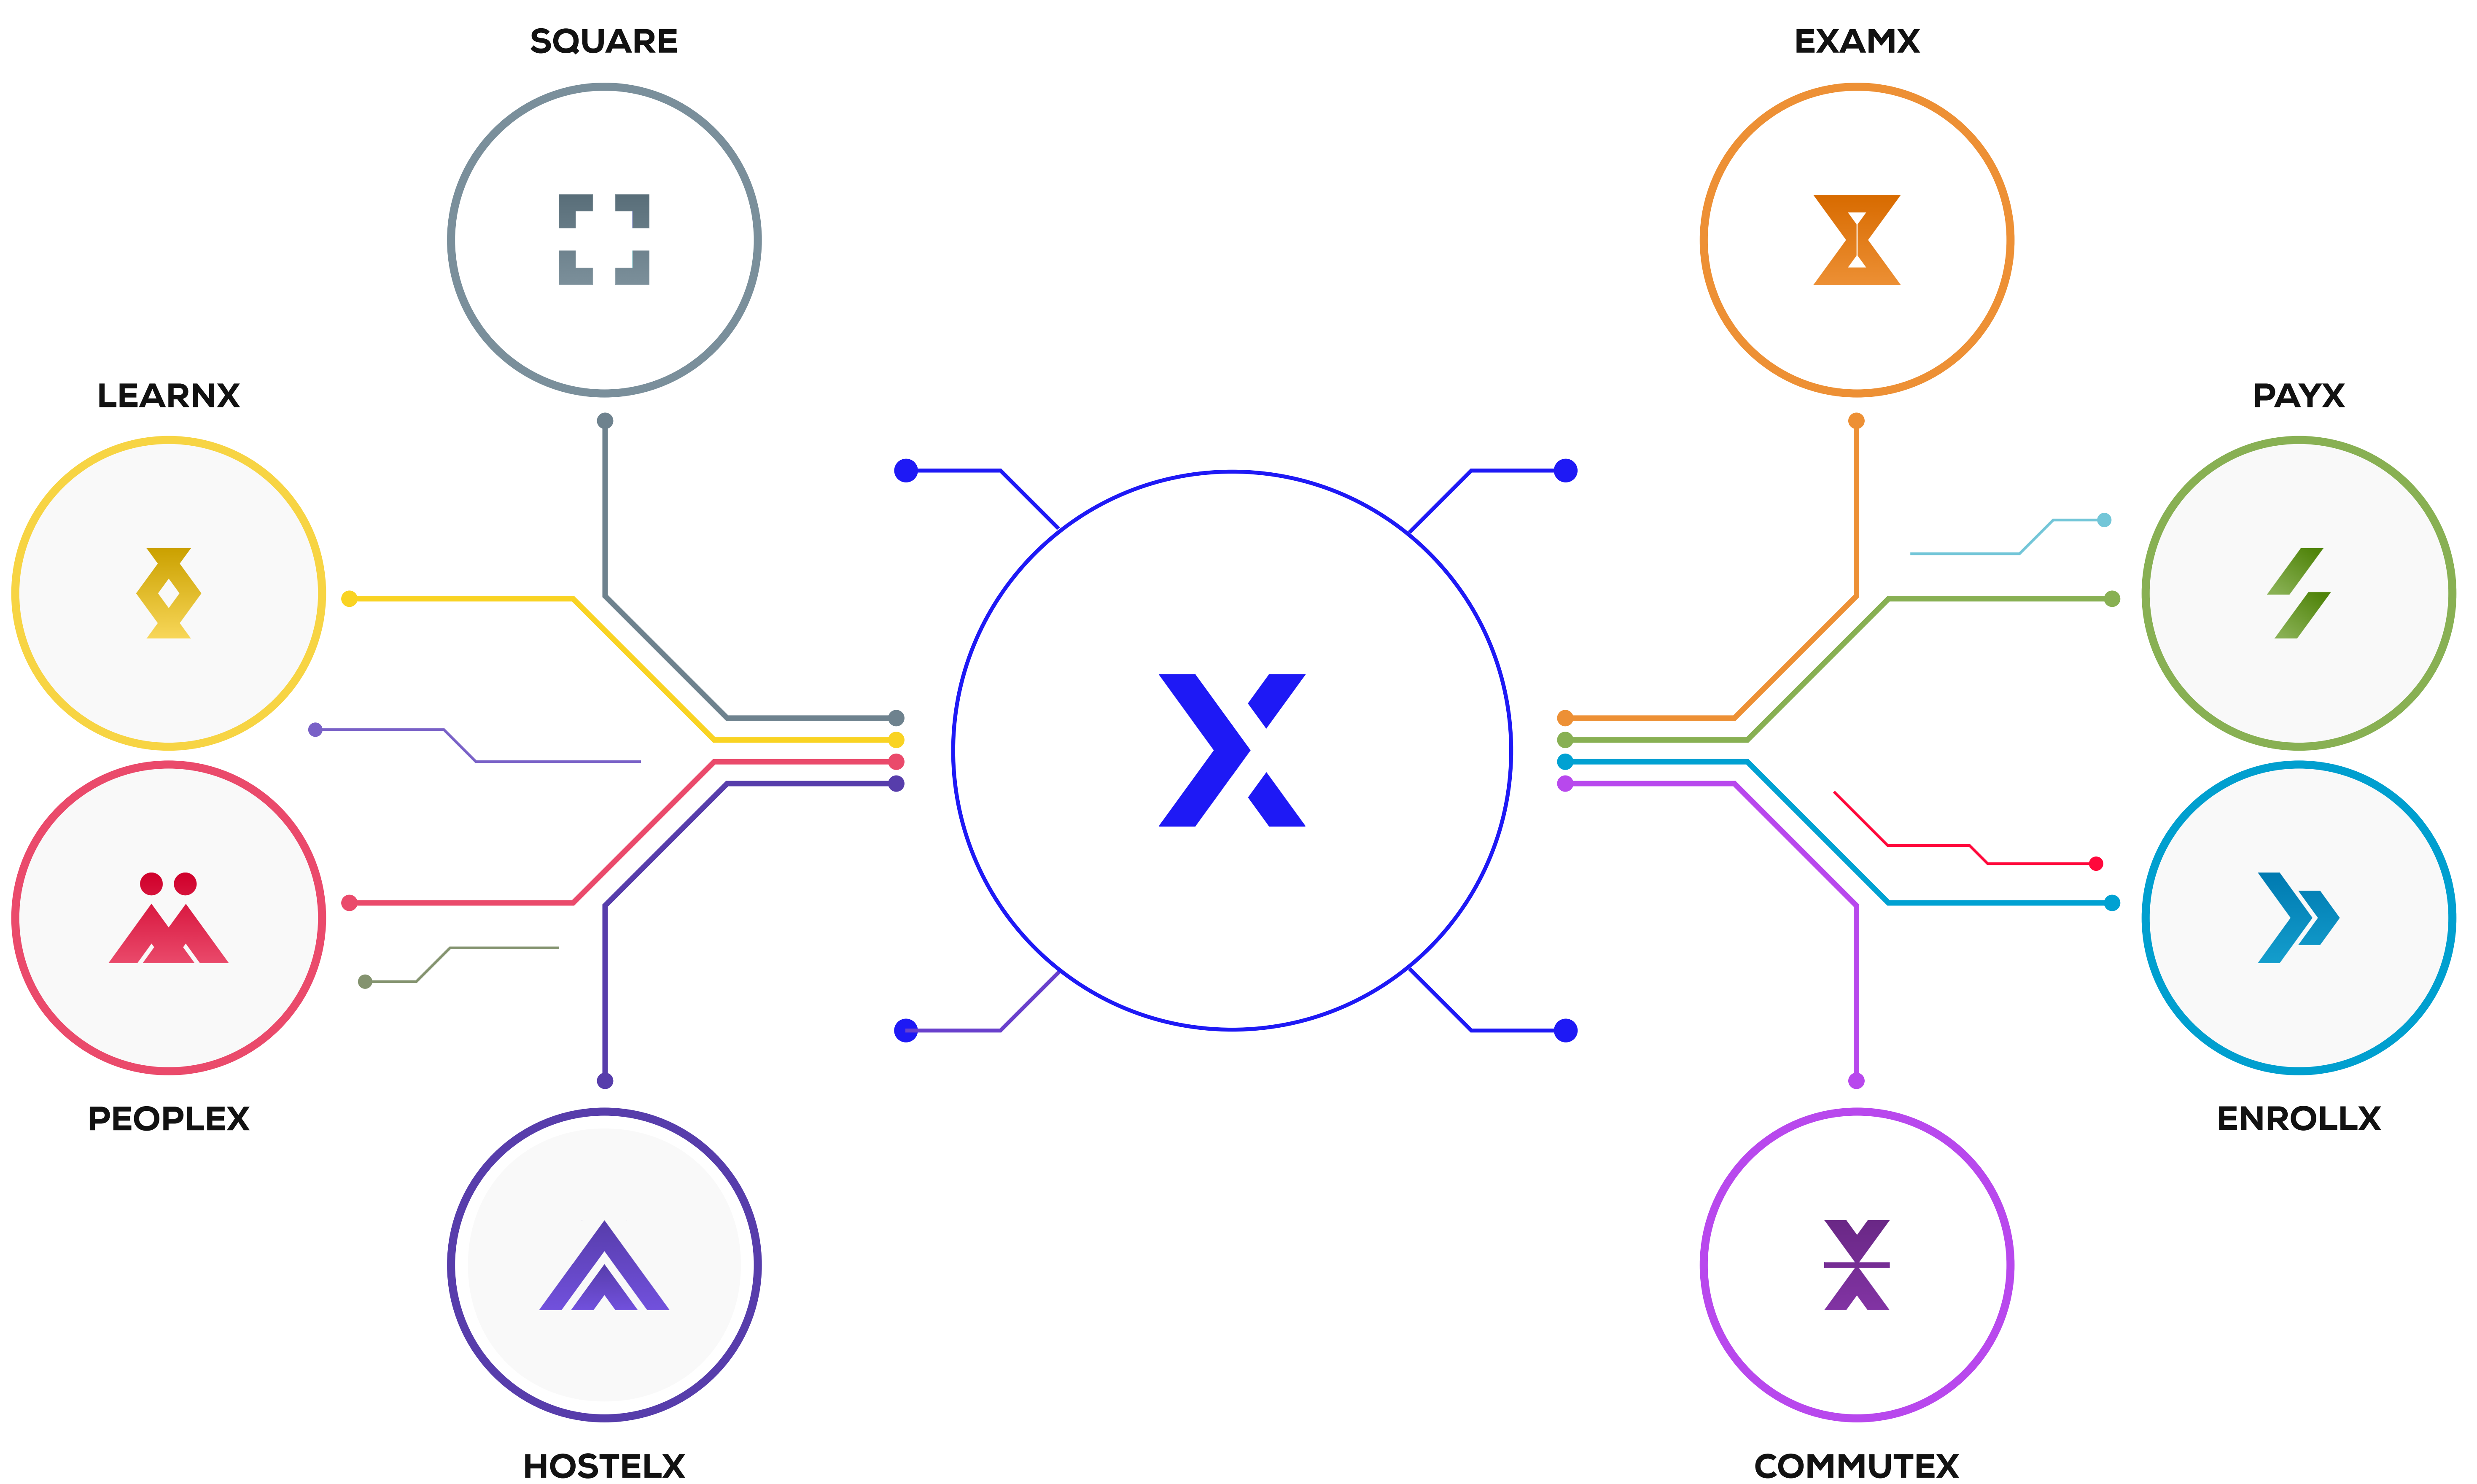 SQUARE
EXAMX
LEARNX
PAYX
PEOPLEX
ENROLLX
HOSTELX
COMMUTEX